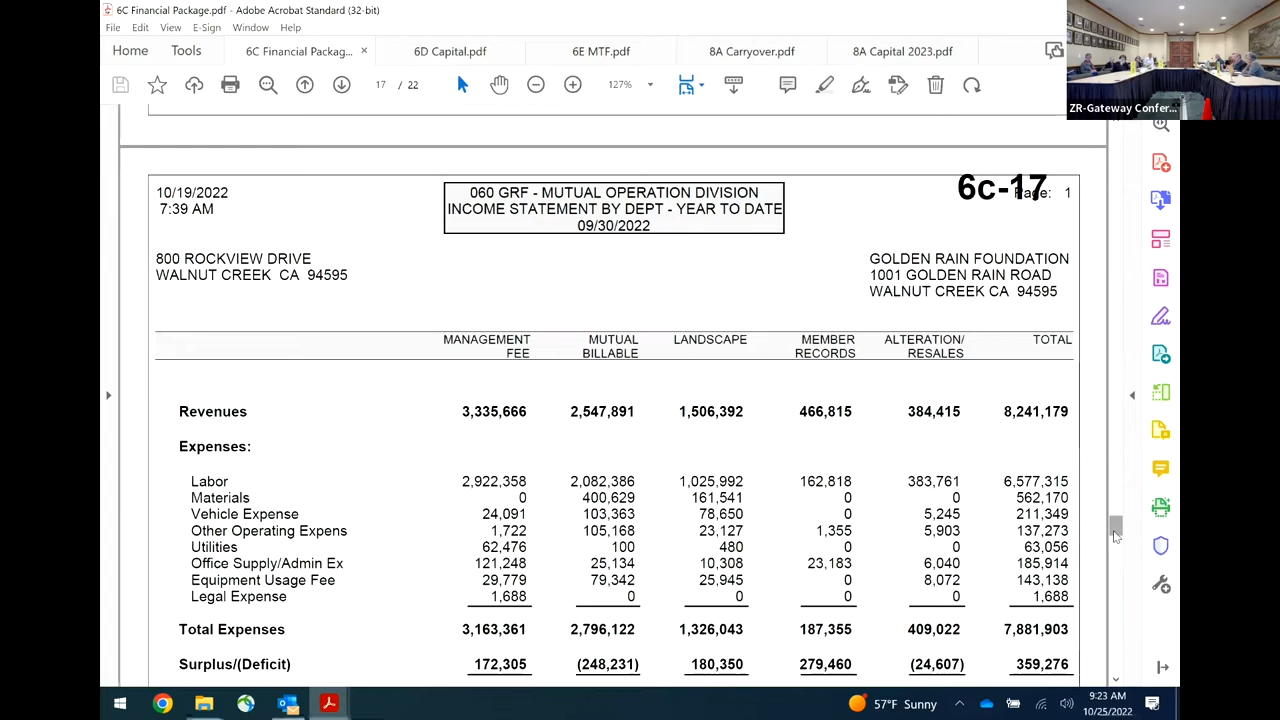 6C Financial Package.pdf - Adobe Acrobat Standard (32-bit)
File Edit View E-Sign Window Help
Home Tools 6C Financial Packag... × 6D Capital.pdf 6E MTF.pdf 8A Carryover.pdf 8A Capital 2023.pdf
17 / 22 127%
ZR-Gateway Confer...
10/19/2022 060 GRF - MUTUAL OPERATION DIVISION 6c-17 Page: 1
7:39 AM INCOME STATEMENT BY DEPT - YEAR TO DATE
09/30/2022
800 ROCKVIEW DRIVE GOLDEN RAIN FOUNDATION
WALNUT CREEK CA 94595 1001 GOLDEN RAIN ROAD
WALNUT CREEK CA 94595
MANAGEMENT MUTUAL LANDSCAPE MEMBER ALTERATION/ TOTAL
FEE BILLABLE RECORDS RESALES
Revenues 3,335,666 2,547,891 1,506,392 466,815 384,415 8,241,179
Expenses:
Labor 2,922,358 2,082,386 1,025,992 162,818 383,761 6,577,315
Materials 0 400,629 161,541 0 0 562,170
Vehicle Expense 24,091 103,363 78,650 0 5,245 211,349
Other Operating Expens 1,722 105,168 23,127 1,355 5,903 137,273
Utilities 62,476 100 480 0 0 63,056
Office Supply/Admin Ex 121,248 25,134 10,308 23,183 6,040 185,914
Equipment Usage Fee 29,779 79,342 25,945 0 8,072 143,138
Legal Expense 1,688 0 0 0 0 1,688
Total Expenses 3,163,361 2,796,122 1,326,043 187,355 409,022 7,881,903
Surplus/(Deficit) 172,305 (248,231) 180,350 279,460 (24,607) 359,276
57°F Sunny 9:23 AM
10/25/2022